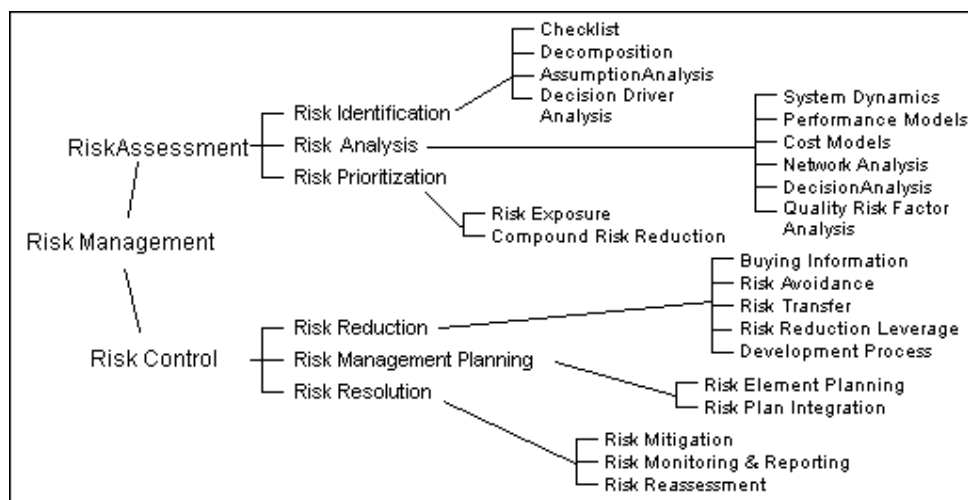 Checklist
Decomposition
AssumptionAnalysis
Decision Driver
Analysis
System Dynamics
Performance Models
Cost Models
Network Analysis
DecisionAnalysis
Quality Risk Factor
Analysis
Risk Identification
RiskAssessment
Risk Analysis
Risk Prioritization
Risk Exposure
Compound Risk Reduction
Risk Management
Buying Information
Risk Avoidance
Risk Transfer
Risk Reduction Leverage
Development Process
Risk Reduction
Risk Control
Risk Management Planning
Risk Resolution
Risk Element Planning
Risk Plan Integration
Risk Mitigation
Risk Monitoring & Reporting
Risk Reassessment